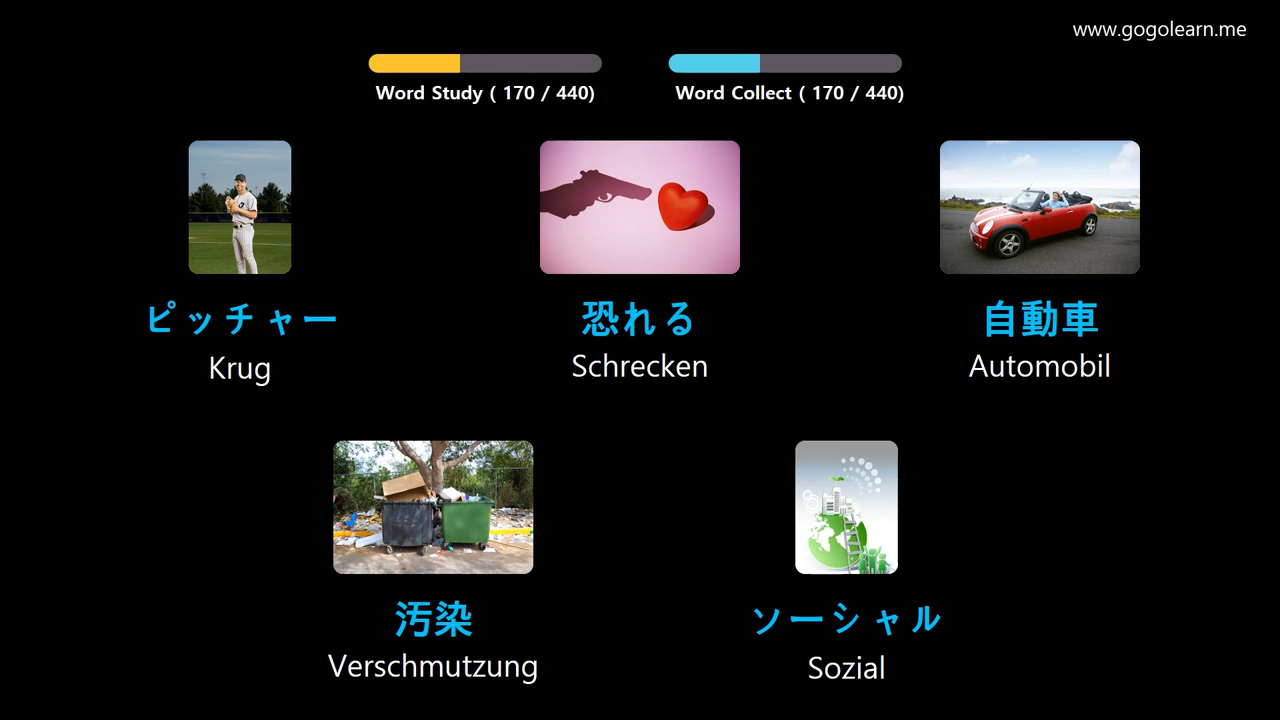 www.gogolearn.me
Word Study ( 170 / 440)
Word Collect ( 170 / 440)
ピッチャー
Krug
恐れる
Schrecken
自動車
Automobil
汚染
Verschmutzung
ソーシャル
Sozial